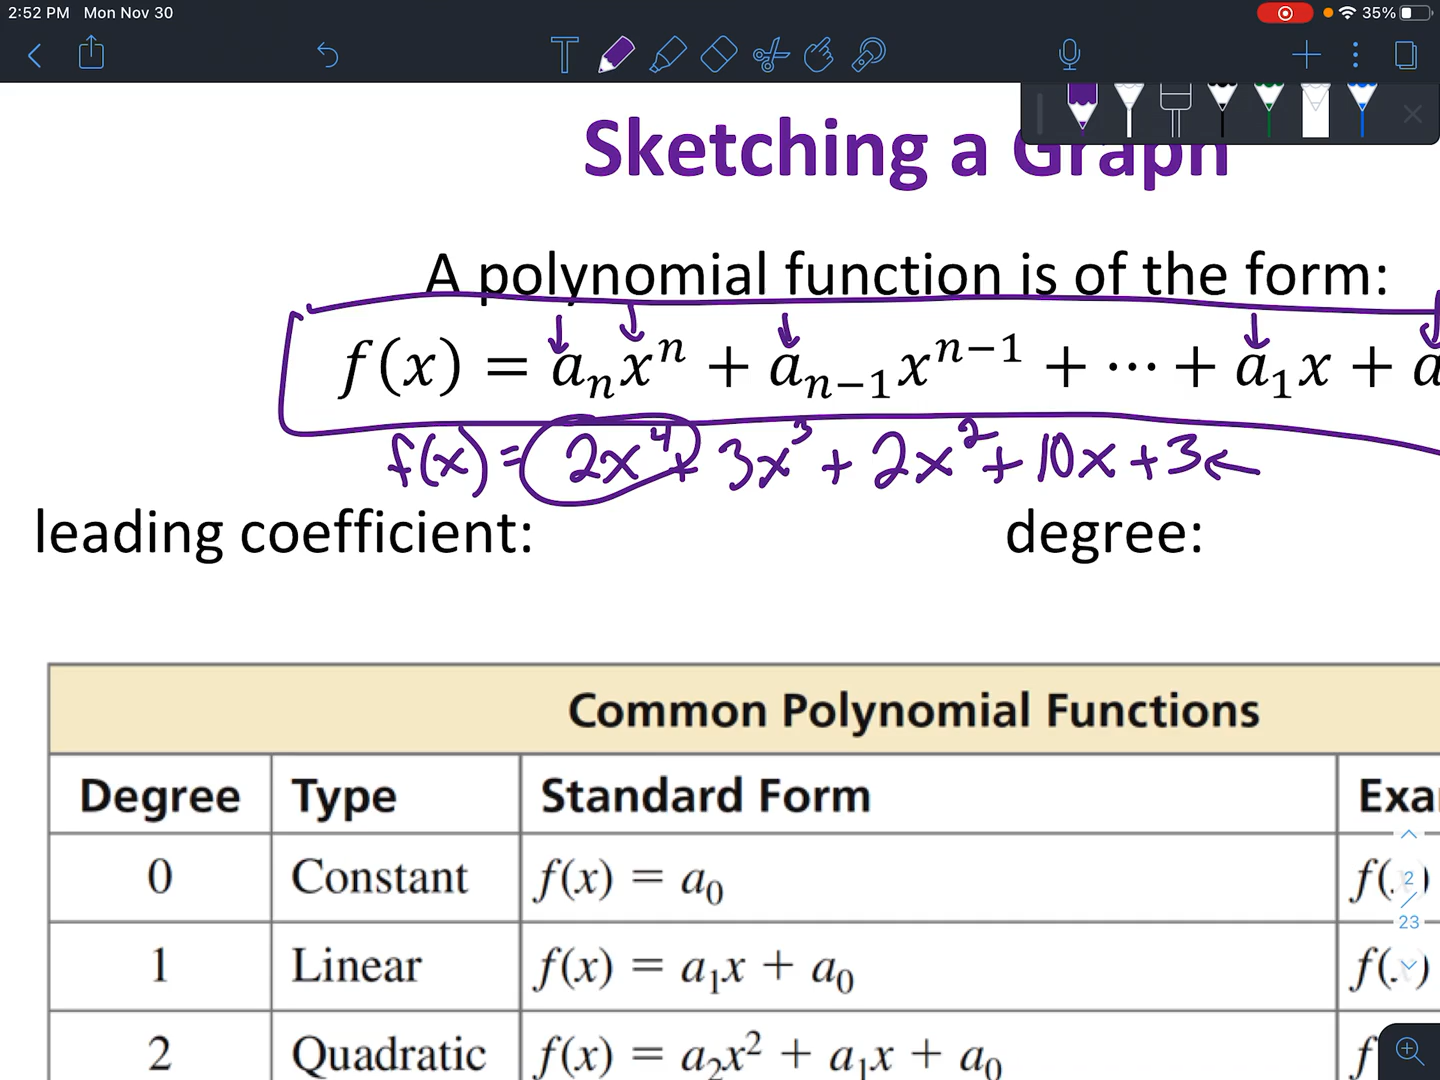 2:52 PM Mon Nov 30
35%
Sketching a Graph
A polynomial function is of the form:
f(x) = aₙxⁿ + aₙ₋₁xⁿ⁻¹ + ⋯ + a₁x + a
f(x) = 2x⁴ + 3x³ + 2x² + 10x + 3 ←
leading coefficient: degree:
Common Polynomial Functions
Degree Type Standard Form Exa
0 Constant f(x) = a₀ f(x)
1 Linear f(x) = a₁x + a₀ f(x)
2 Quadratic f(x) = a₂x² + a₁x + a₀ f
2
/
23